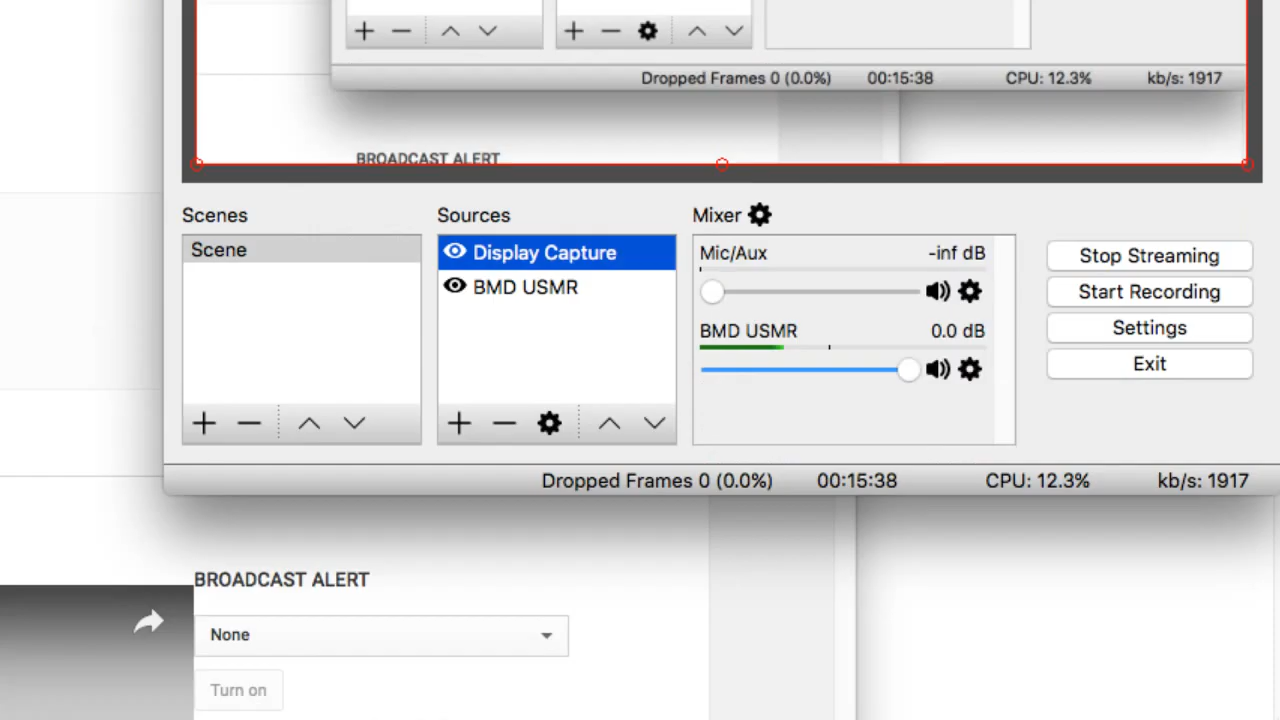 Dropped Frames 0 (0.0%) 00:15:38 CPU: 12.3% kb/s: 1917
BROADCAST ALERT
Scenes
Scene
Sources
Display Capture
BMD USMR
Mixer
Mic/Aux -inf dB
BMD USMR 0.0 dB
Stop Streaming
Start Recording
Settings
Exit
Dropped Frames 0 (0.0%) 00:15:38 CPU: 12.3% kb/s: 1917
BROADCAST ALERT
None
Turn on